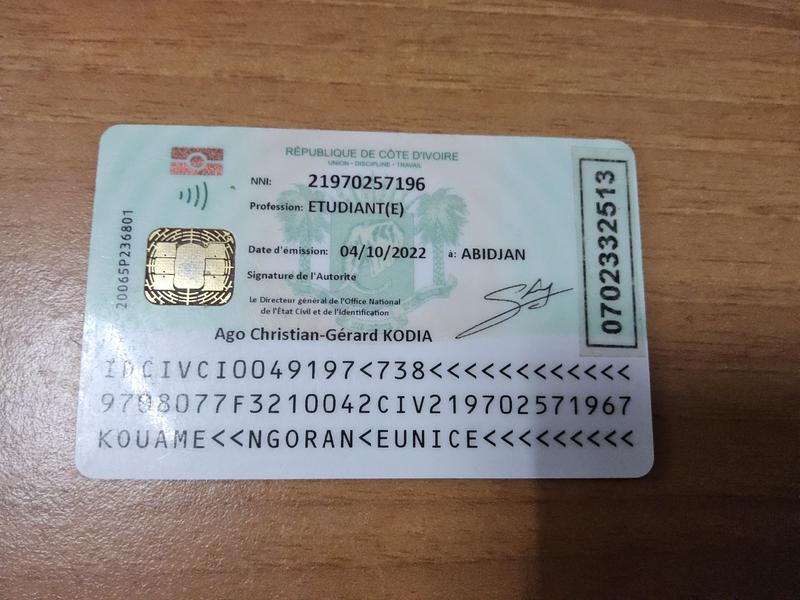 RÉPUBLIQUE DE CÔTE D'IVOIRE
UNION - DISCIPLINE - TRAVAIL
NNI: 21970257196
Profession: ETUDIANT(E)
Date d'émission: 04/10/2022 à: ABIDJAN
Signature de l'Autorite
Le Directeur général de l'Office National
de l'État Civil et de l'Identification
Ago Christian-Gérard KODIA
20065P236801
0702332513
IDCIVCI0049197<738<<<<<<<<<<<<
9708077F3210042CIV219702571967
KOUAME<<NGORAN<EUNICE<<<<<<<<<